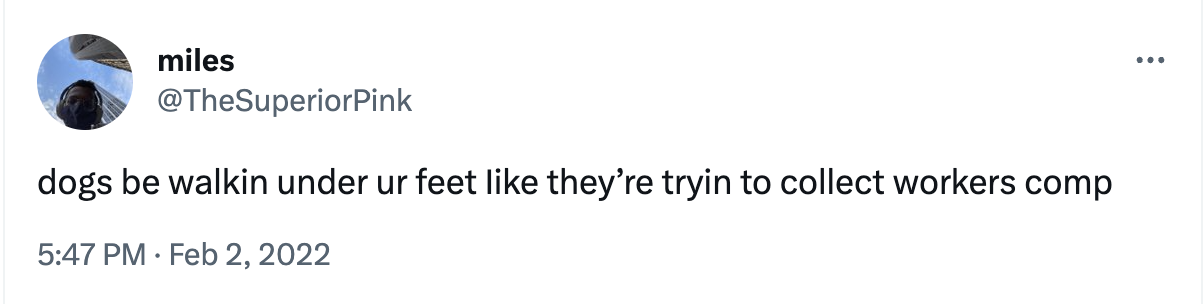 miles
@TheSuperiorPink
dogs be walkin under ur feet like they’re tryin to collect workers comp
5:47 PM · Feb 2, 2022